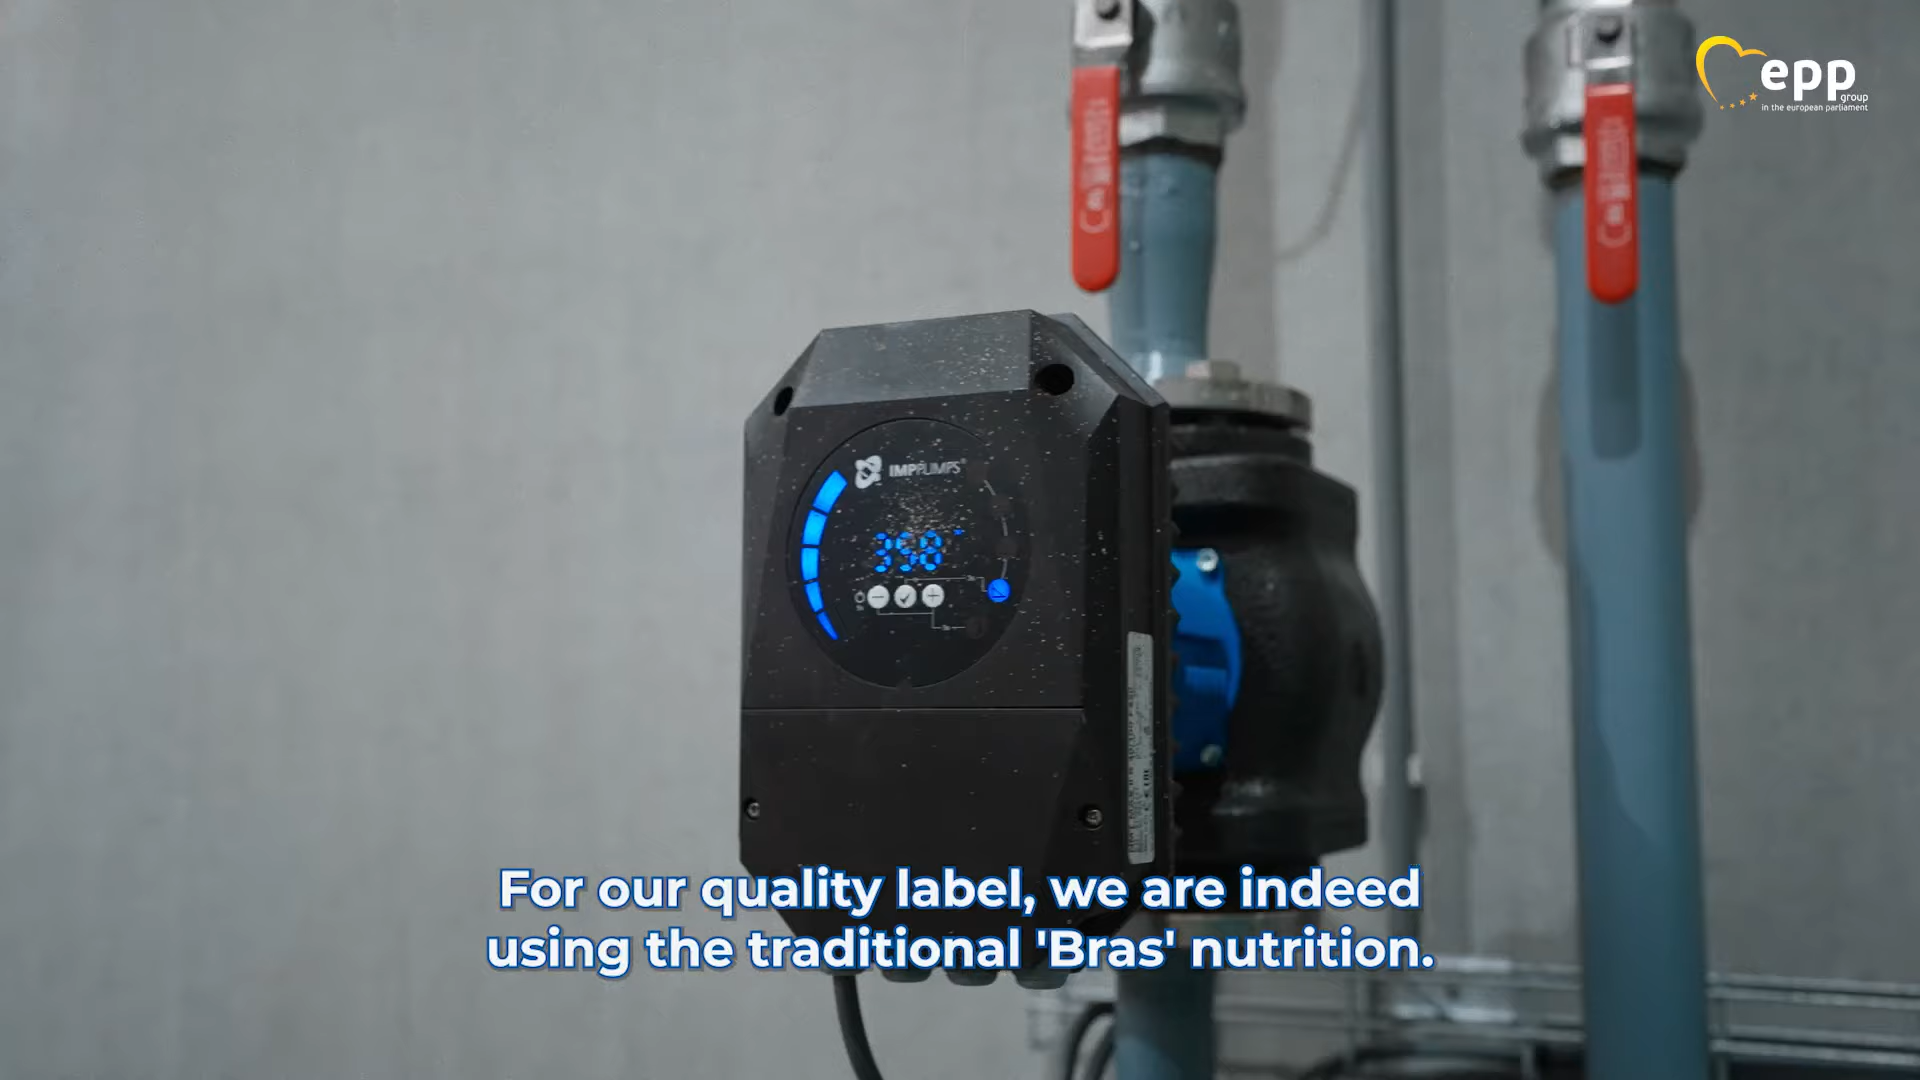 epp
group
in the european parliament
IMPPUMPS
358
For our quality label, we are indeed
using the traditional 'Bras' nutrition.